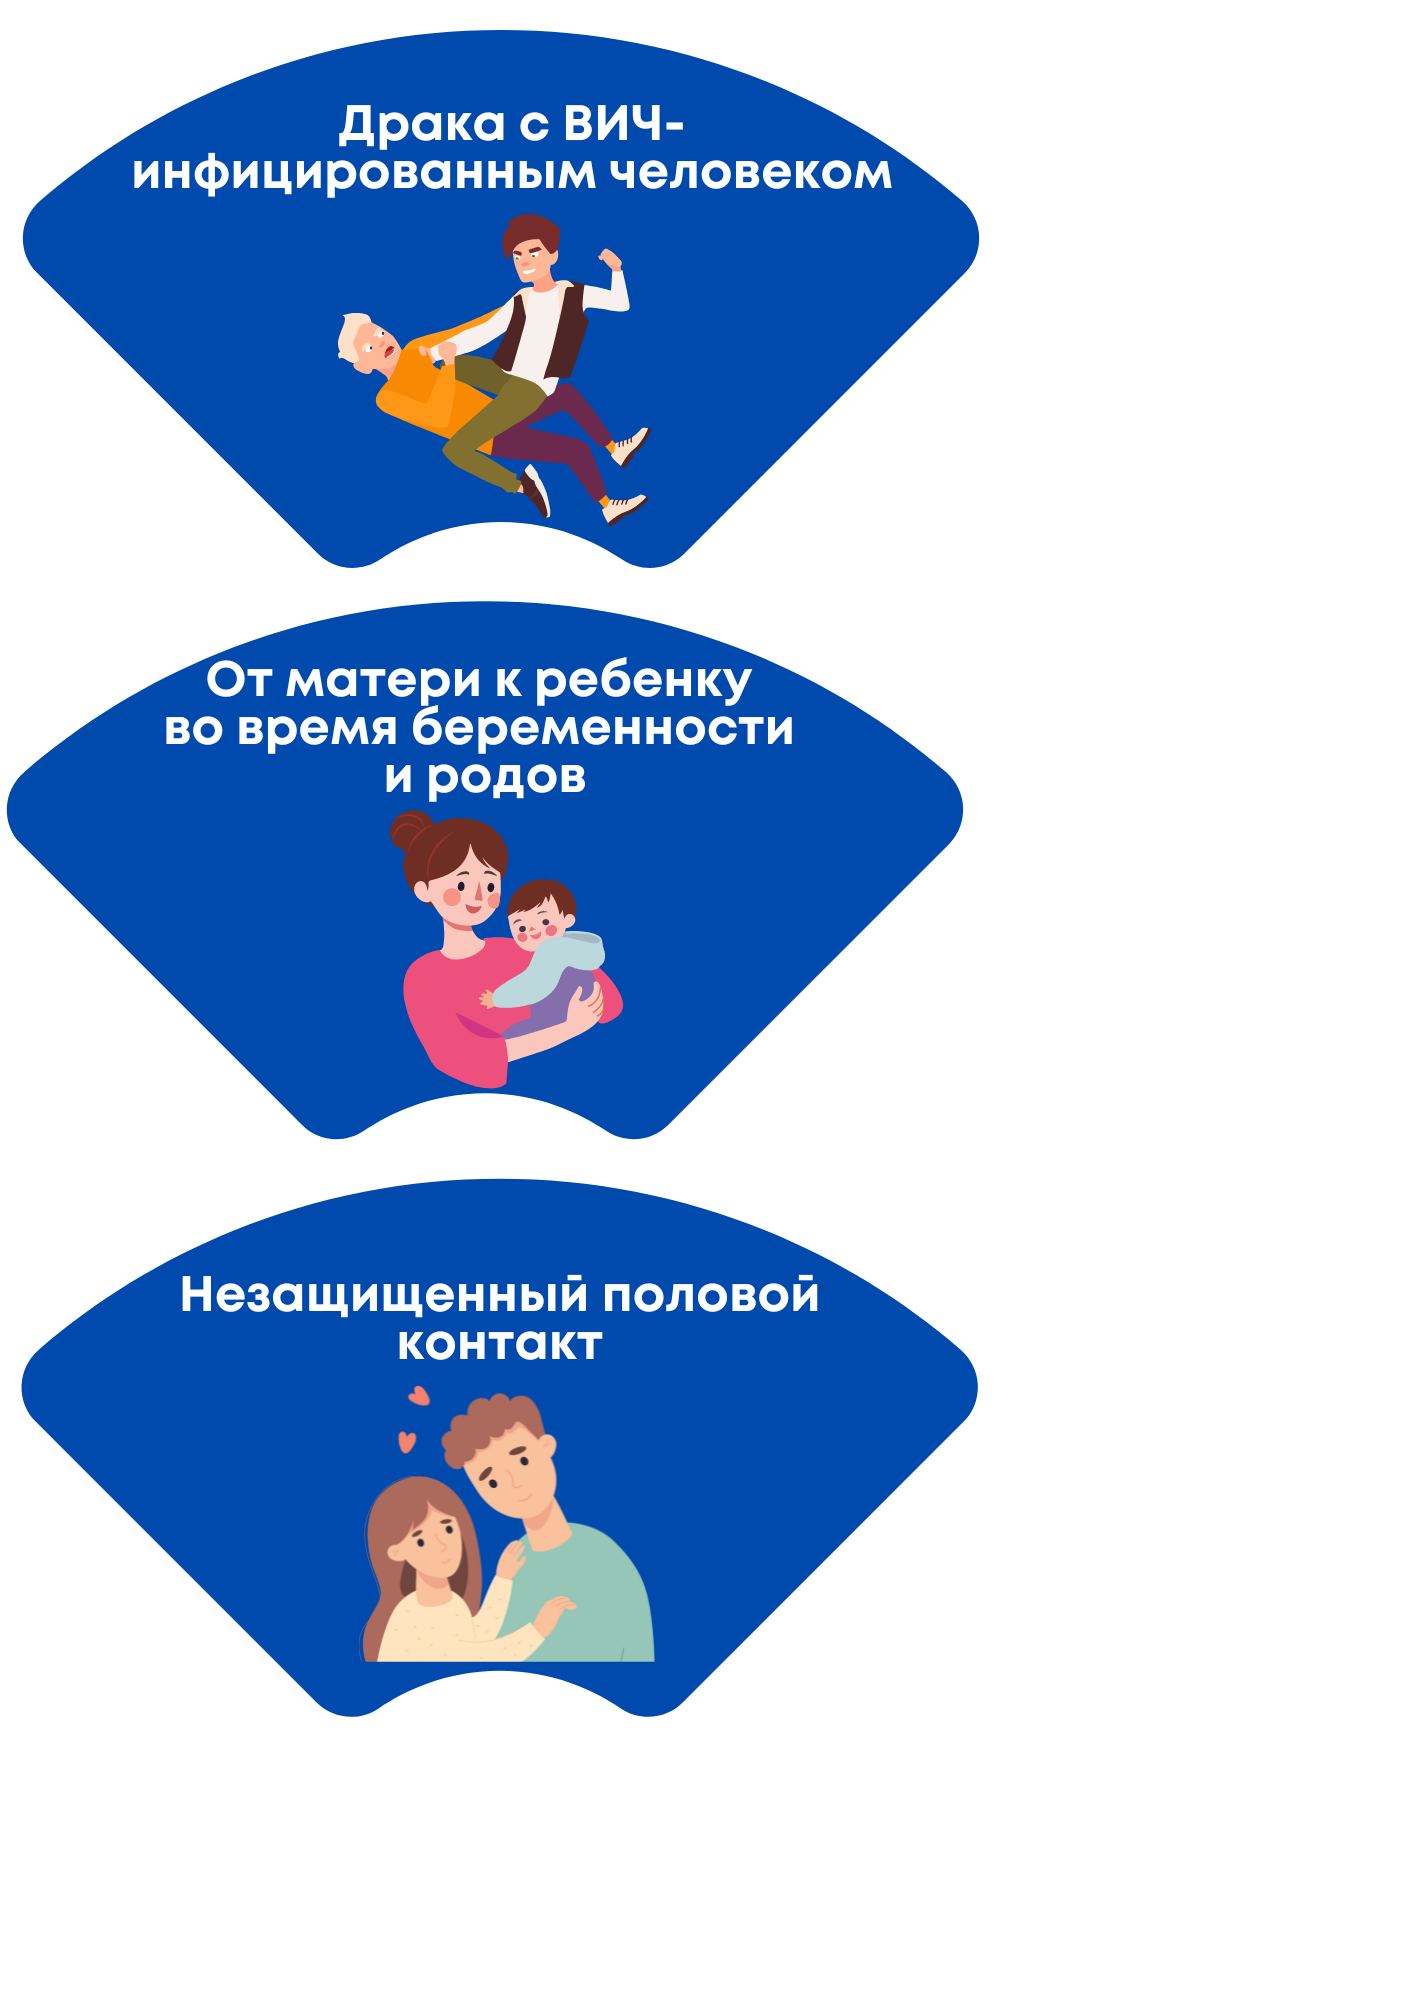 Драка с ВИЧ-
инфицированным человеком
От матери к ребенку
во время беременности
и родов
Незащищенный половой
контакт